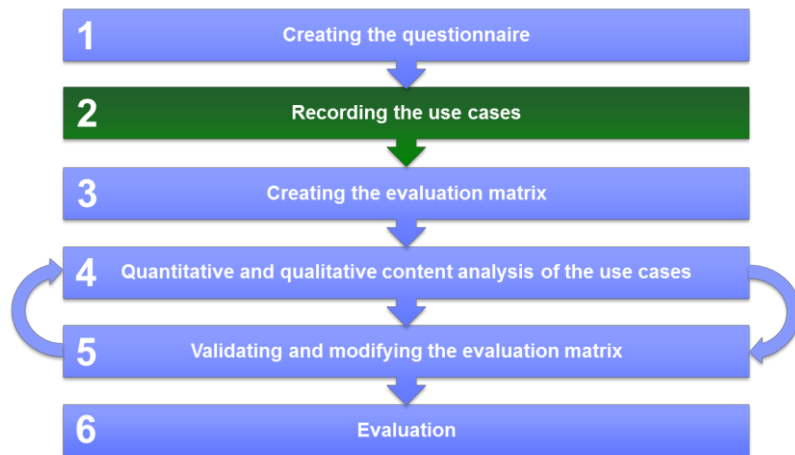 1 Creating the questionnaire
2 Recording the use cases
3 Creating the evaluation matrix
4 Quantitative and qualitative content analysis of the use cases
5 Validating and modifying the evaluation matrix
6 Evaluation